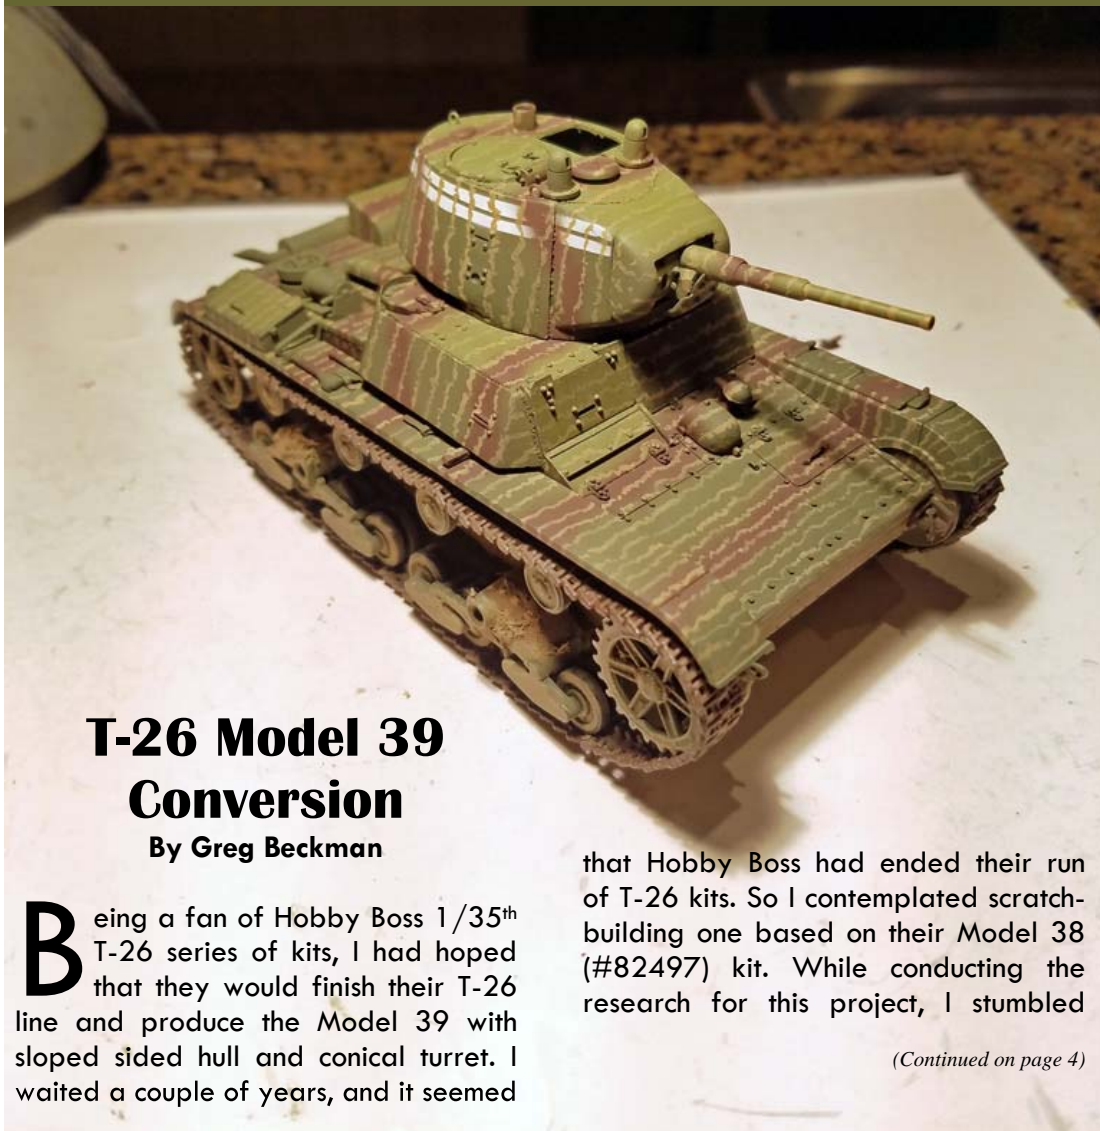 T-26 Model 39
Conversion
By Greg Beckman
Being a fan of Hobby Boss 1/35th
T-26 series of kits, I had hoped
that they would finish their T-26
line and produce the Model 39 with
sloped sided hull and conical turret. I
waited a couple of years, and it seemed
that Hobby Boss had ended their run
of T-26 kits. So I contemplated scratch-
building one based on their Model 38
(#82497) kit. While conducting the
research for this project, I stumbled
(Continued on page 4)